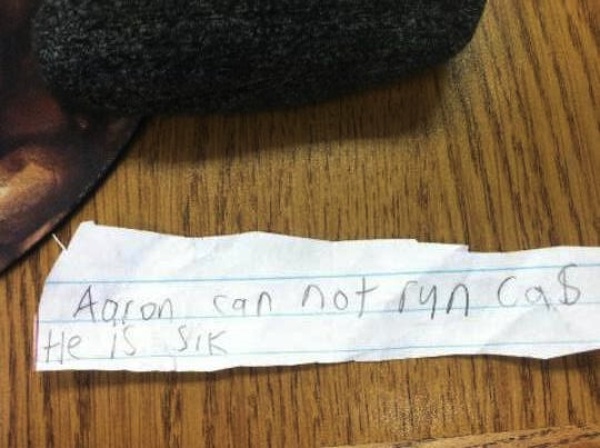 Aaron can not run Ca$
He is sik